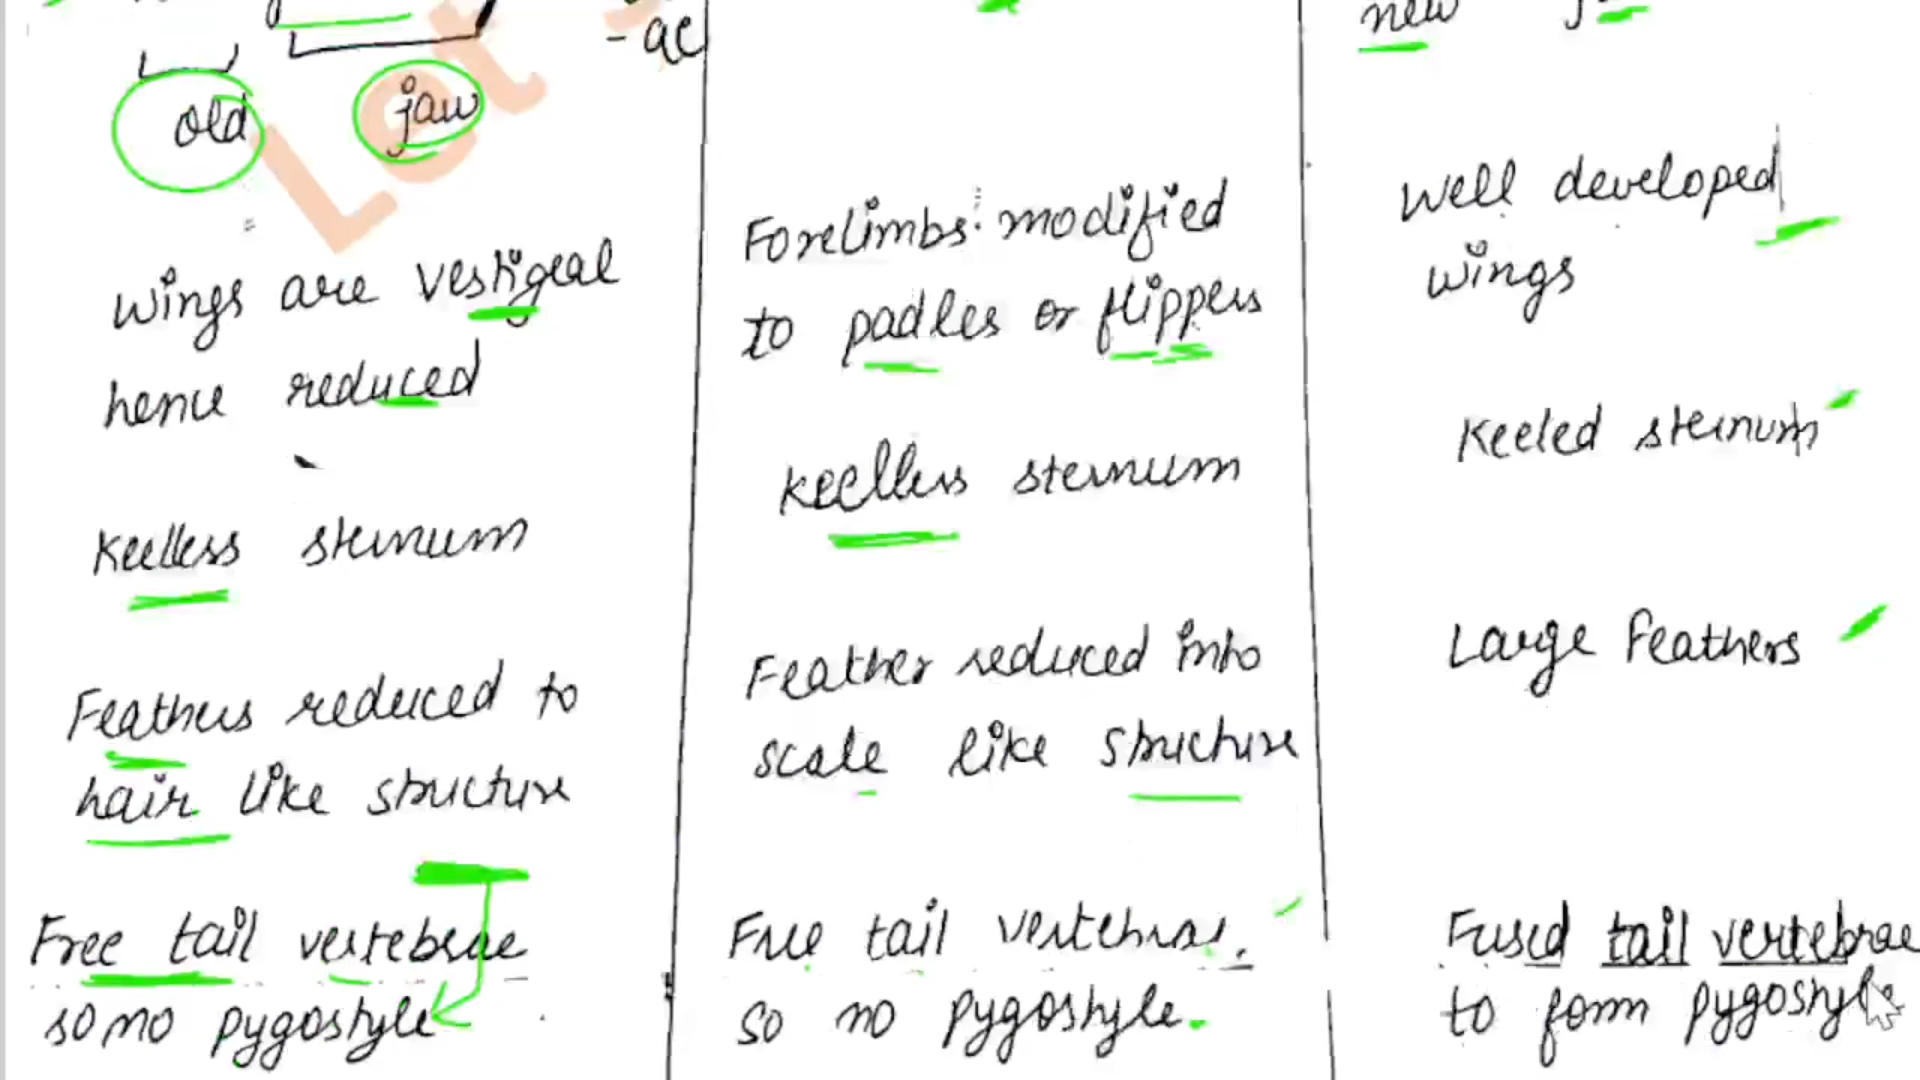 - ac
new
old
jaw
Let
wings are vestigeal
hence reduced
Keelless sternum
Feathers reduced to
hair like structure
Free tail vertebrae
so no pygostyle
Forelimbs modified
to padles or flippers
keelless sternum
Feather reduced into
scale like structure
Free tail vertebrae.
so no pygostyle.
Well developed
wings
Keeled sternum
Large Feathers
Fused tail vertebrae
to form pygostyle